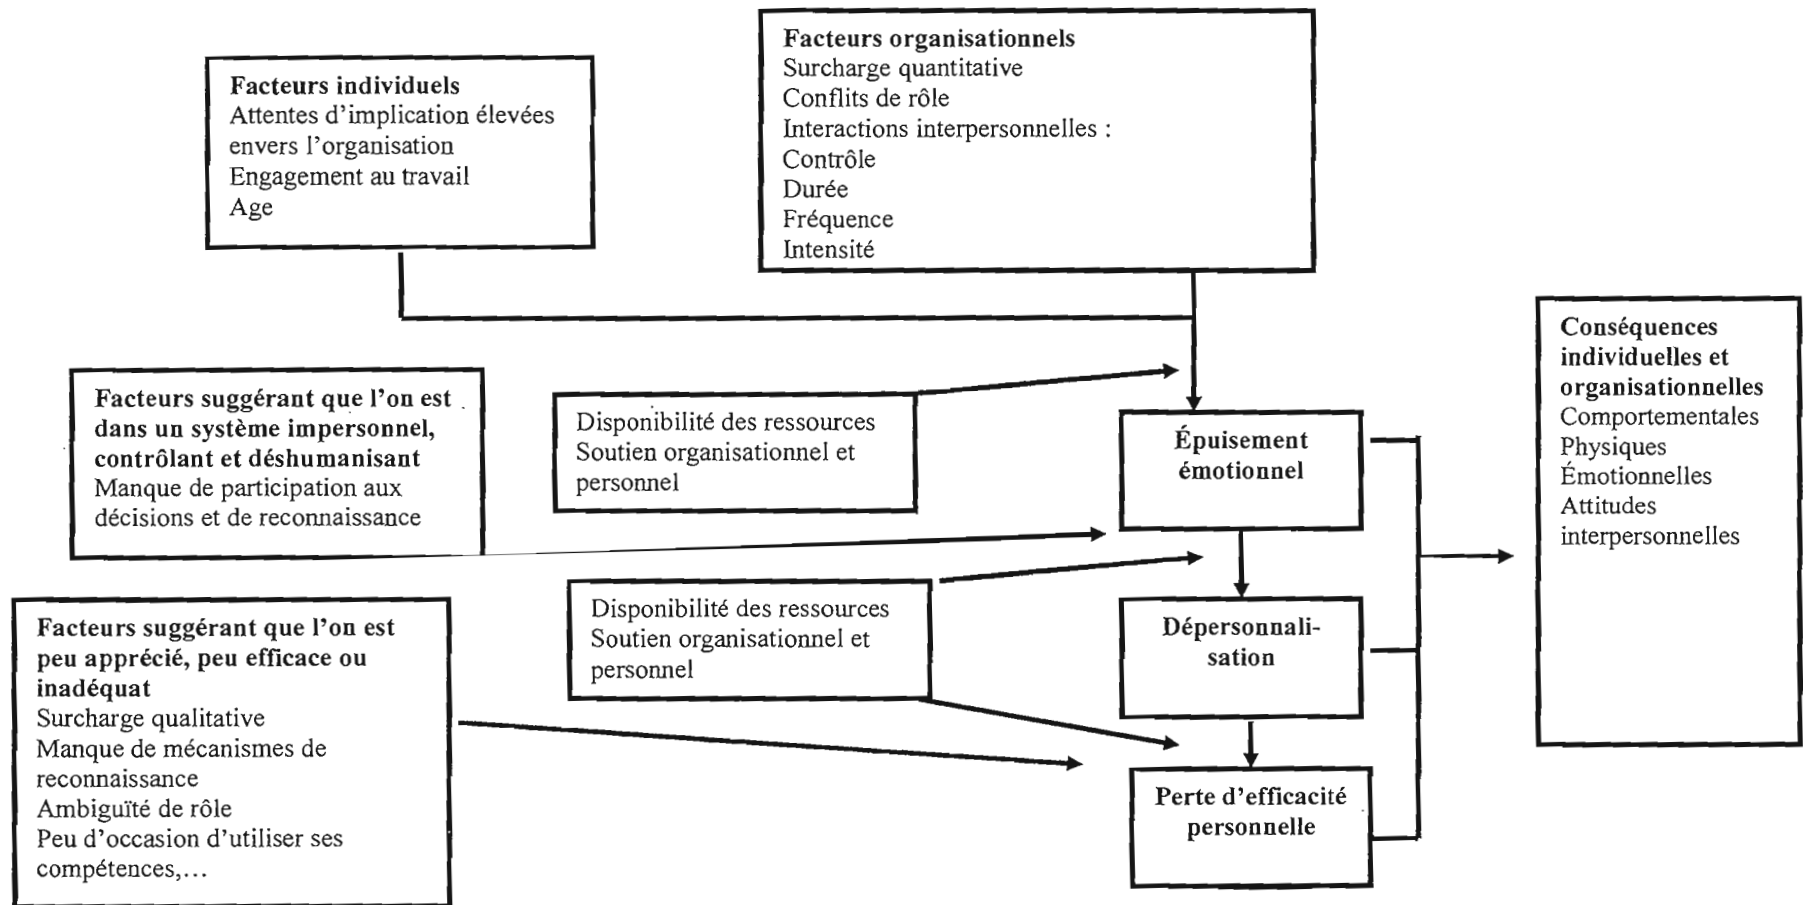 Facteurs organisationnels
Surcharge quantitative
Conflits de rôle
Interactions interpersonnelles :
Contrôle
Durée
Fréquence
Intensité
Facteurs individuels
Attentes d'implication élevées
envers l'organisation
Engagement au travail
Age
Facteurs suggérant que l'on est
dans un système impersonnel,
contrôlant et déshumanisant
Manque de participation aux
décisions et de reconnaissance
Disponibilité des ressources
Soutien organisationnel et
personnel
Épuisement
émotionnel
Conséquences
individuelles et
organisationnelles
Comportementales
Physiques
Émotionnelles
Attitudes
interpersonnelles
Facteurs suggérant que l'on est
peu apprécié, peu efficace ou
inadéquat
Surcharge qualitative
Manque de mécanismes de
reconnaissance
Ambiguïté de rôle
Peu d'occasion d'utiliser ses
compétences,...
Disponibilité des ressources
Soutien organisationnel et
personnel
Dépersonnali-
sation
Perte d'efficacité
personnelle